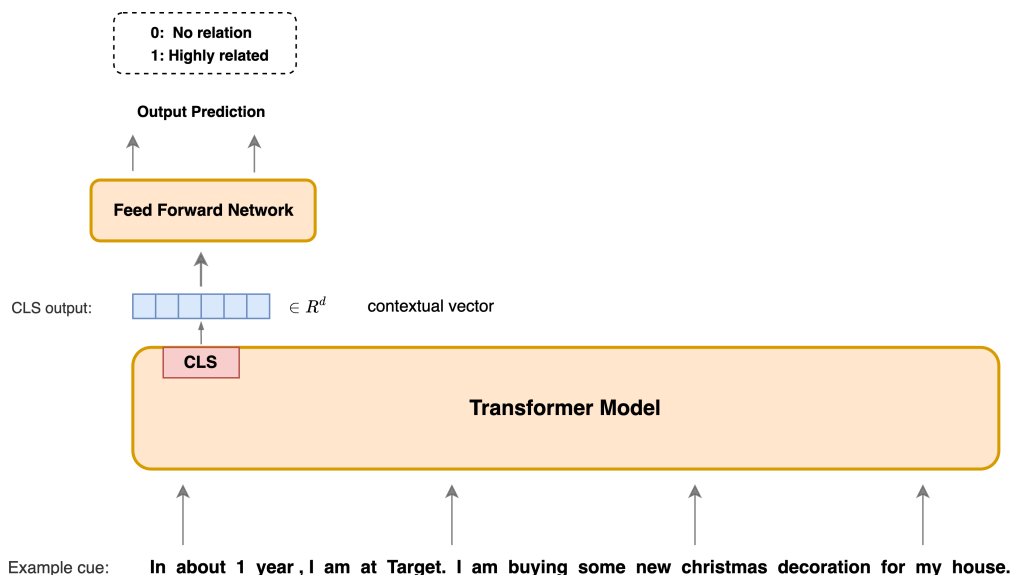 0: No relation
1: Highly related
Output Prediction
Feed Forward Network
CLS output:
∈ R^d
contextual vector
CLS
Transformer Model
Example cue:
In about 1 year , I am at Target. I am buying some new christmas decoration for my house.